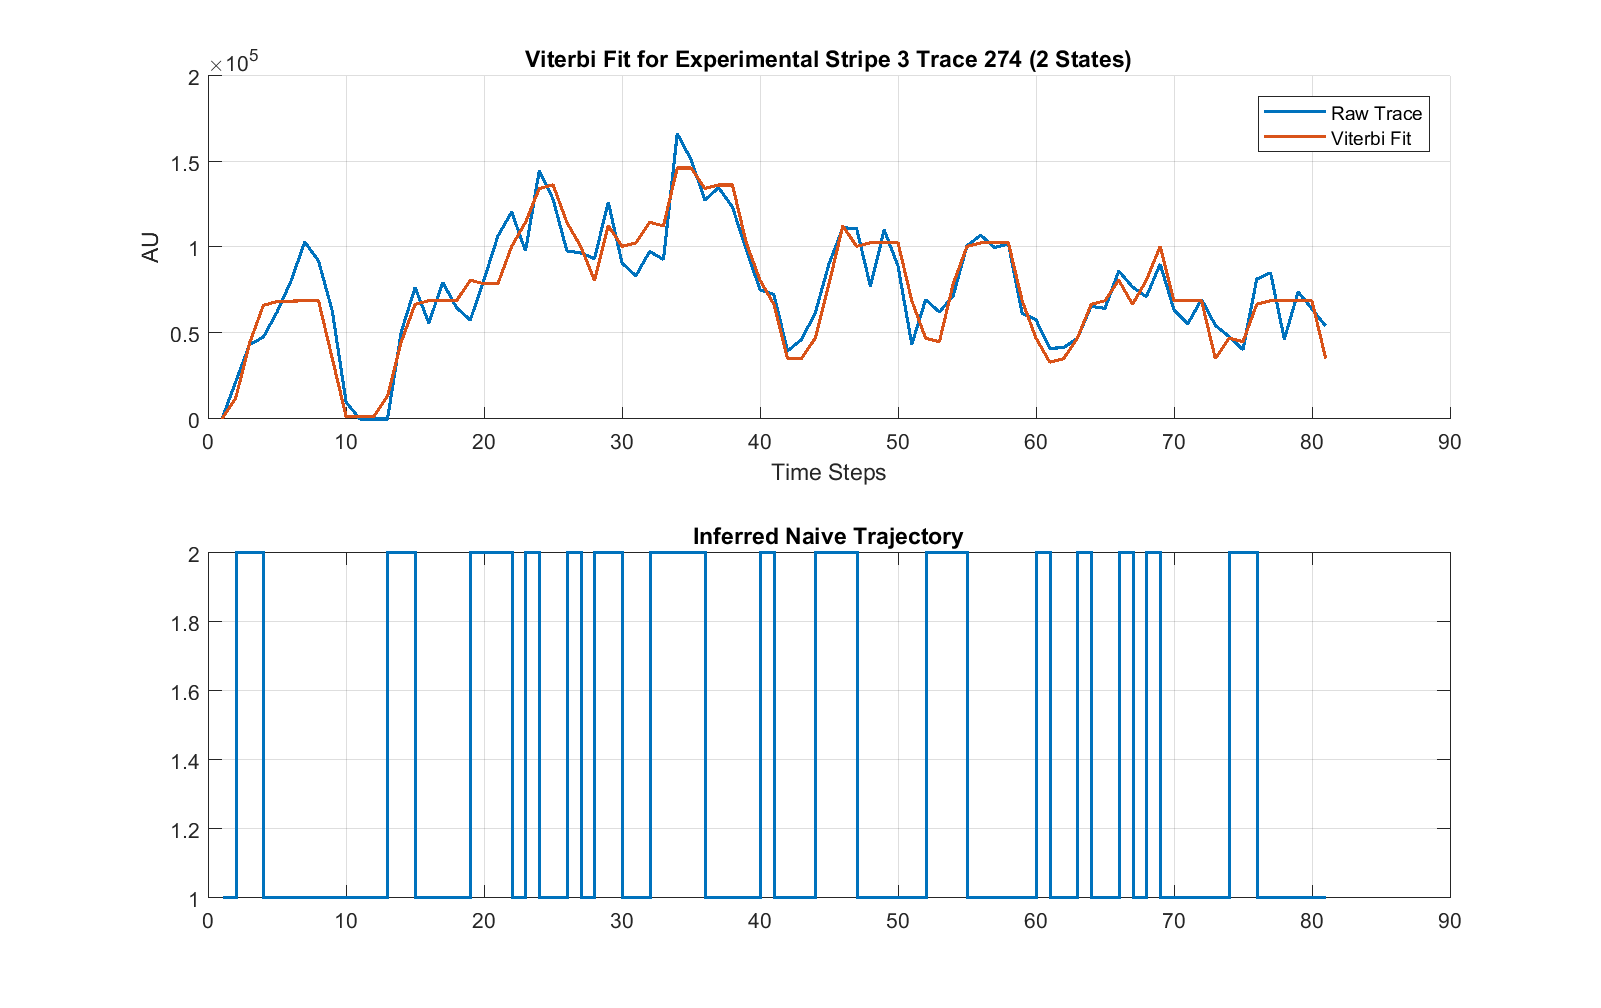 Viterbi Fit for Experimental Stripe 3 Trace 274 (2 States)
×10^5
2
1.5
1
0.5
0
AU
Raw Trace
Viterbi Fit
0 10 20 30 40 50 60 70 80 90
Time Steps
Inferred Naive Trajectory
2
1.8
1.6
1.4
1.2
1
0 10 20 30 40 50 60 70 80 90